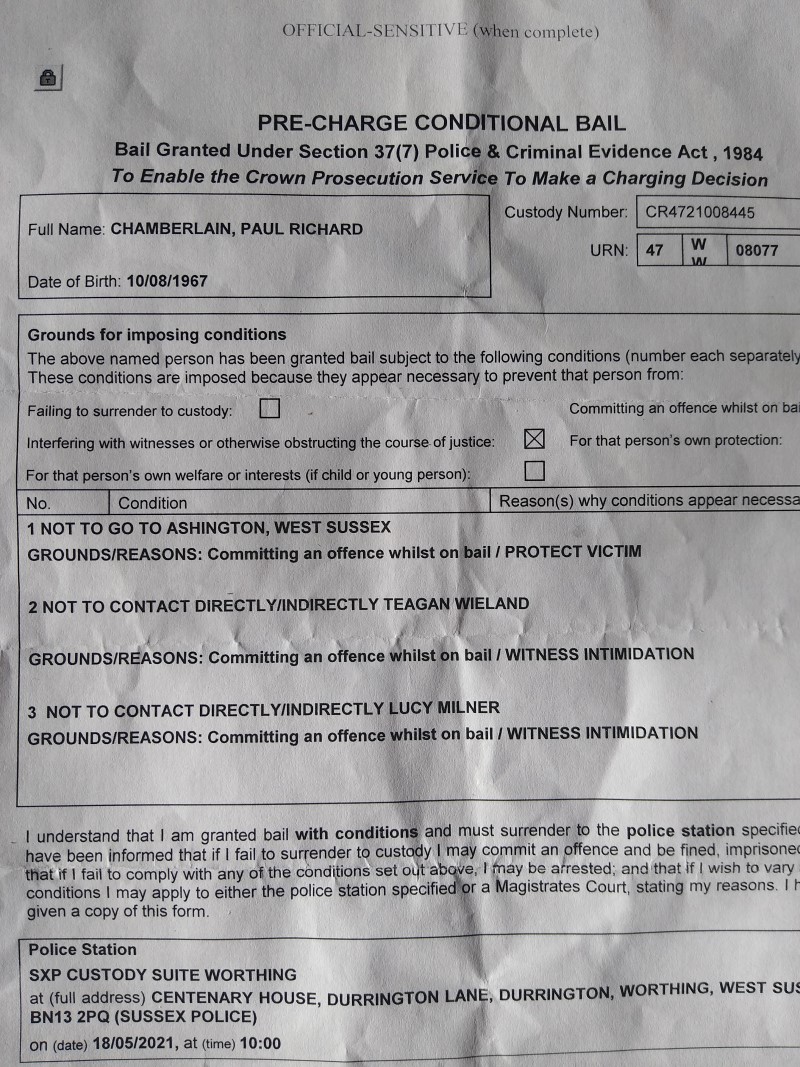 OFFICIAL-SENSITIVE (when complete)
PRE-CHARGE CONDITIONAL BAIL
Bail Granted Under Section 37(7) Police & Criminal Evidence Act , 1984
To Enable the Crown Prosecution Service To Make a Charging Decision
Full Name: CHAMBERLAIN, PAUL RICHARD
Date of Birth: 10/08/1967
Custody Number: CR4721008445
URN: 47 W W 08077
Grounds for imposing conditions
The above named person has been granted bail subject to the following conditions (number each separately
These conditions are imposed because they appear necessary to prevent that person from:
Failing to surrender to custody: Committing an offence whilst on bai
Interfering with witnesses or otherwise obstructing the course of justice: For that person's own protection:
For that person's own welfare or interests (if child or young person):
No. Condition Reason(s) why conditions appear necessa
1 NOT TO GO TO ASHINGTON, WEST SUSSEX
GROUNDS/REASONS: Committing an offence whilst on bail / PROTECT VICTIM
2 NOT TO CONTACT DIRECTLY/INDIRECTLY TEAGAN WIELAND
GROUNDS/REASONS: Committing an offence whilst on bail / WITNESS INTIMIDATION
3 NOT TO CONTACT DIRECTLY/INDIRECTLY LUCY MILNER
GROUNDS/REASONS: Committing an offence whilst on bail / WITNESS INTIMIDATION
I understand that I am granted bail with conditions and must surrender to the police station specified
have been informed that if I fail to surrender to custody I may commit an offence and be fined, imprisoned
that if I fail to comply with any of the conditions set out above, I may be arrested; and that if I wish to vary
conditions I may apply to either the police station specified or a Magistrates Court, stating my reasons. I h
given a copy of this form.
Police Station
SXP CUSTODY SUITE WORTHING
at (full address) CENTENARY HOUSE, DURRINGTON LANE, DURRINGTON, WORTHING, WEST SUS
BN13 2PQ (SUSSEX POLICE)
on (date) 18/05/2021, at (time) 10:00